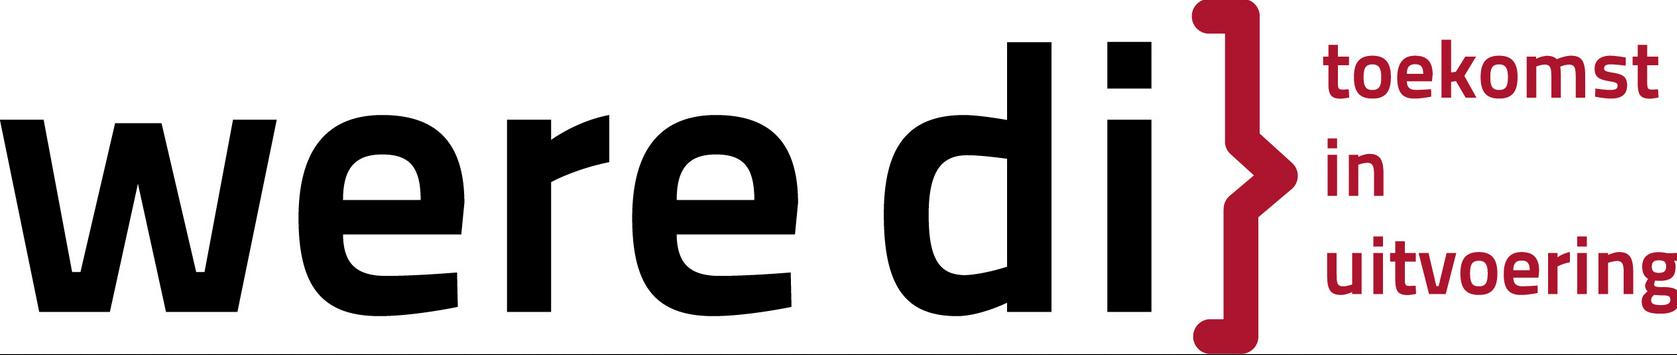 were di
toekomst
in
uitvoering